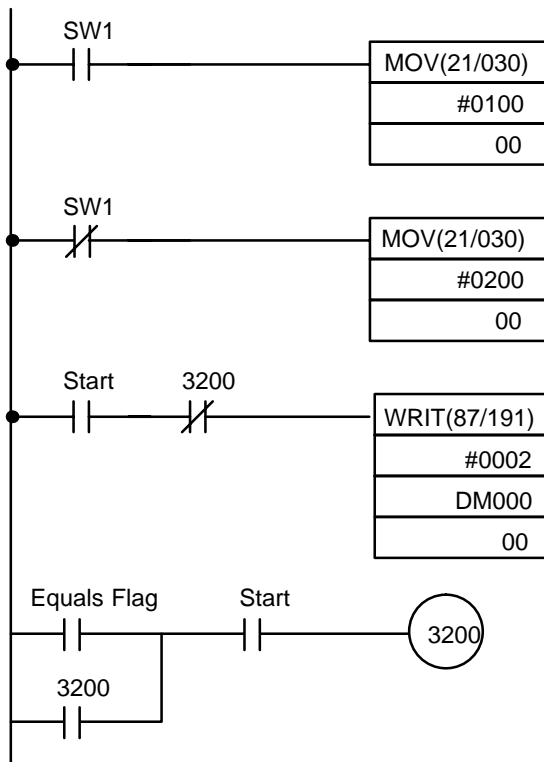 SW1
MOV(21/030)
#0100
00
SW1
MOV(21/030)
#0200
00
Start 3200
WRIT(87/191)
#0002
DM000
00
Equals Flag Start
3200
3200